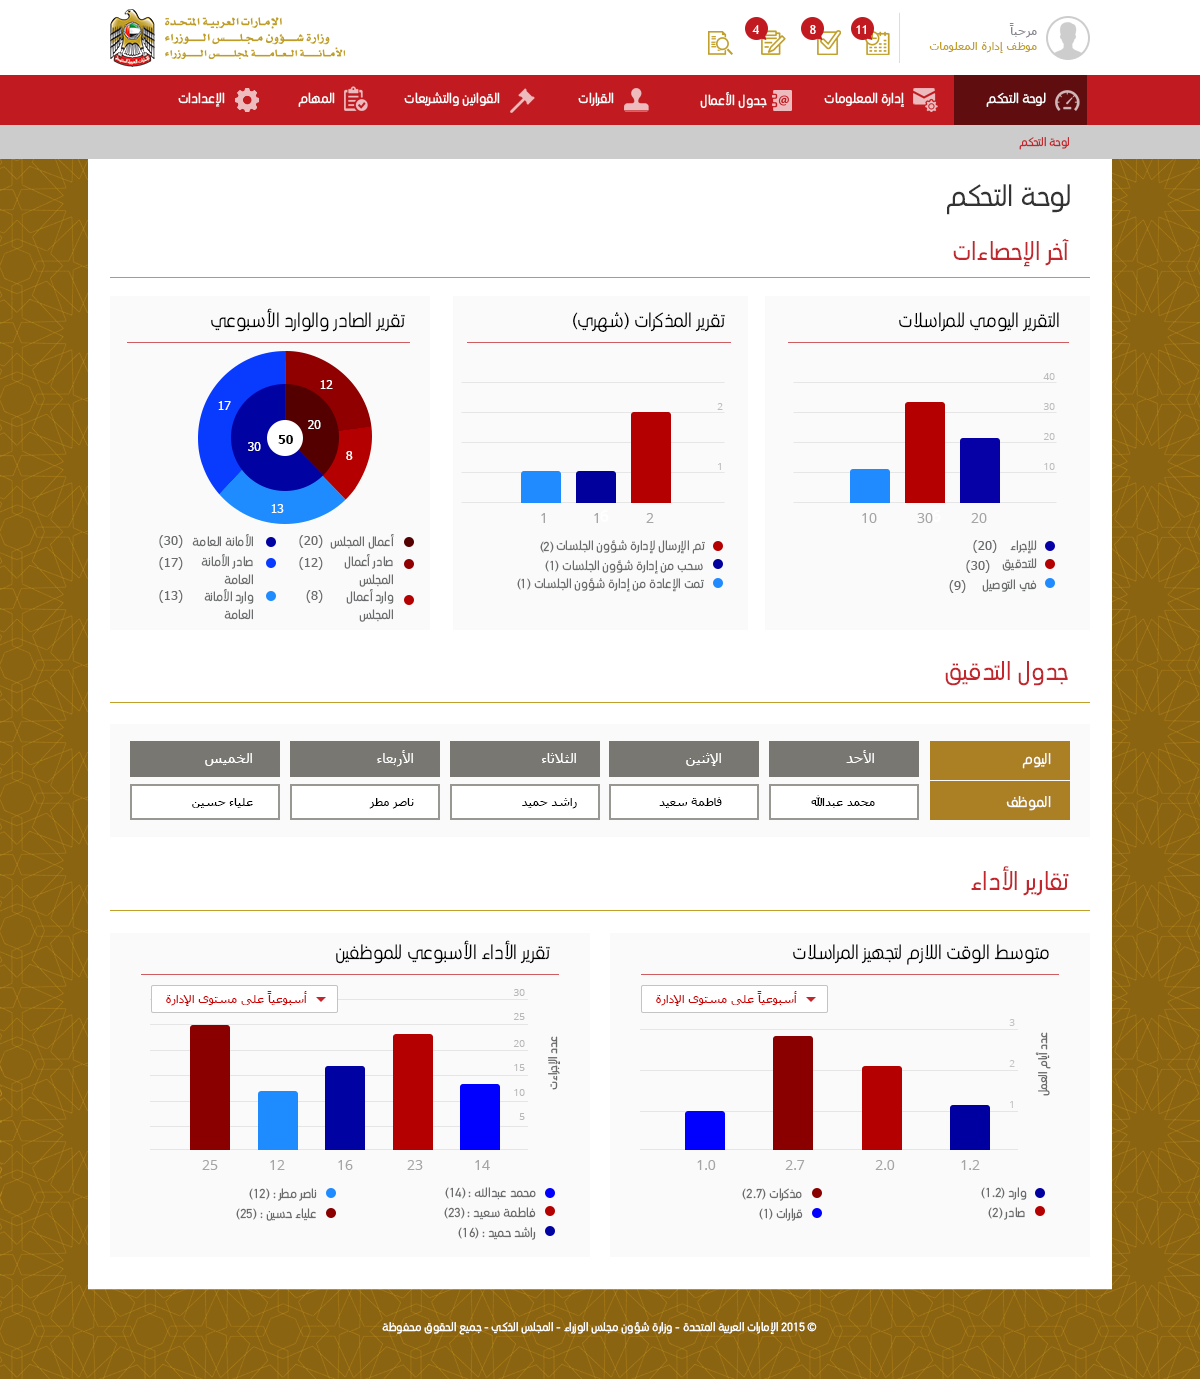 الإمارات العربية المتحدة
وزارة شؤون مجلس الوزراء
الأمانة العامة لمجلس الوزراء
مرحباً
موظف إدارة المعلومات
11
8
4
لوحة التحكم
إدارة المعلومات
جدول الأعمال
القرارات
القوانين والتشريعات
المهام
الإعدادات
لوحة التحكم
لوحة التحكم
آخر الإحصاءات
التقرير اليومي للمراسلات
40
30
20
10
20
30
10
للإجراء (20)
للتدقيق (30)
في التوصيل (9)
تقرير المذكرات (شهري)
2
1
2
1
1
تم الإرسال لإدارة شؤون الجلسات (2)
سحب من إدارة شؤون الجلسات (1)
تمت الإعادة من إدارة شؤون الجلسات (1)
تقرير الصادر والوارد الأسبوعي
12
17
20
50
30
8
13
أعمال المجلس (20)
صادر أعمال المجلس (12)
وارد أعمال المجلس (8)
الأمانة العامة (30)
صادر الأمانة العامة (17)
وارد الأمانة العامة (13)
جدول التدقيق
اليوم
الأحد
الإثنين
الثلاثاء
الأربعاء
الخميس
الموظف
محمد عبدالله
فاطمة سعيد
راشد حميد
ناصر مطر
علياء حسين
تقارير الأداء
متوسط الوقت اللازم لتجهيز المراسلات
أسبوعياً على مستوى الإدارة
عدد أيام العمل
3
2
1
1.2
2.0
2.7
1.0
وارد (1.2)
صادر (2)
مذكرات (2.7)
قرارات (1)
تقرير الأداء الأسبوعي للموظفين
أسبوعياً على مستوى الإدارة
عدد الإجراءت
30
25
20
15
10
5
14
23
16
12
25
محمد عبدالله : (14)
فاطمة سعيد : (23)
راشد حميد : (16)
ناصر مطر : (12)
علياء حسين : (25)
© 2015 الإمارات العربية المتحدة - وزارة شؤون مجلس الوزراء - المجلس الذكي - جميع الحقوق محفوظة